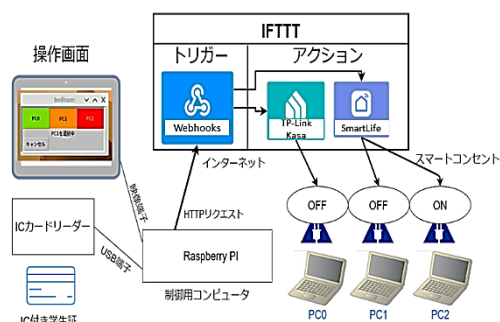 IFTTT
トリガー
アクション
操作画面
InstRoom
PC0
PC1
PC2
PC1を選択中
キャンセル
Webhooks
TP-Link
Kasa
SmartLife
インターネット
スマートコンセント
HTTPリクエスト
映像端子
OFF
OFF
ON
ICカードリーダー
USB端子
Raspberry PI
制御用コンピュータ
IC付き学生証
PC0
PC1
PC2